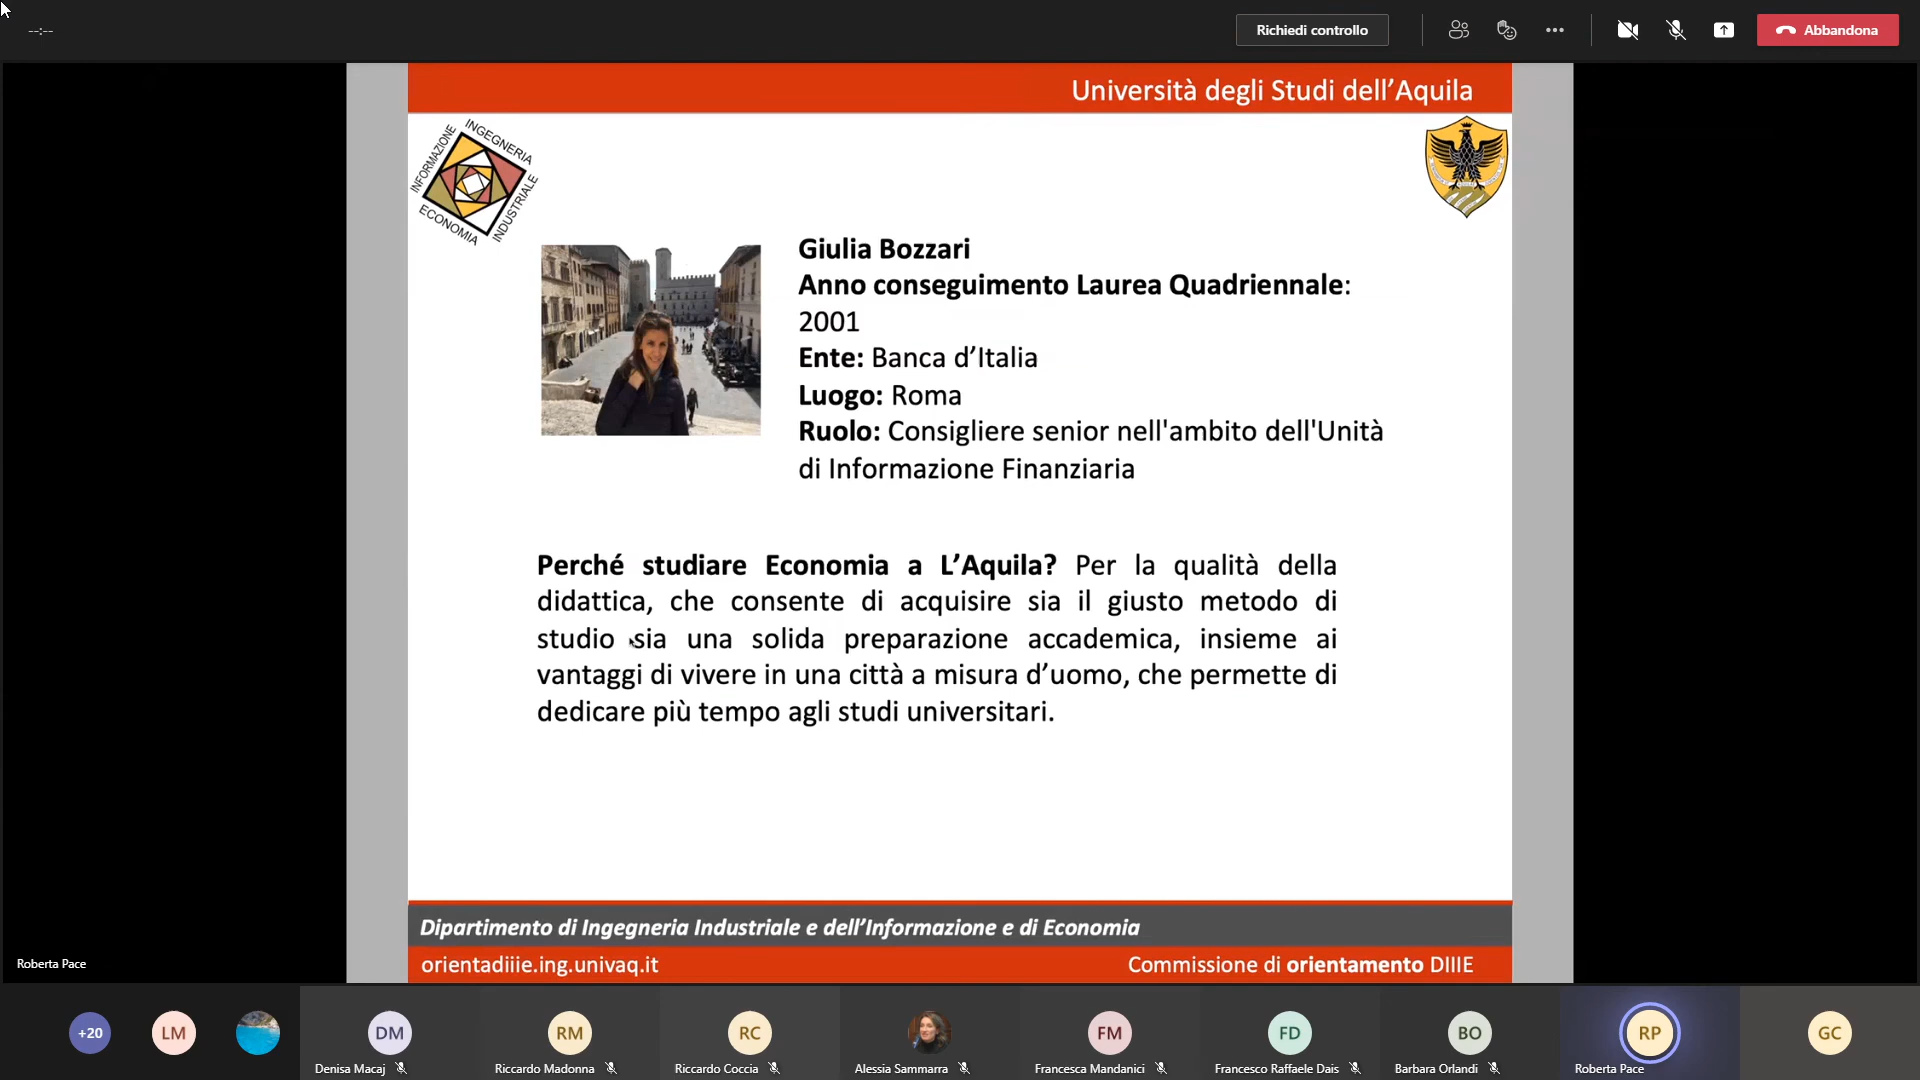 --:--
Richiedi controllo
Abbandona
Università degli Studi dell’Aquila
INFORMAZIONE
INGEGNERIA
INDUSTRIALE
ECONOMIA
Giulia Bozzari
Anno conseguimento Laurea Quadriennale:
2001
Ente: Banca d’Italia
Luogo: Roma
Ruolo: Consigliere senior nell'ambito dell'Unità
di Informazione Finanziaria
Perché studiare Economia a L’Aquila? Per la qualità della
didattica, che consente di acquisire sia il giusto metodo di
studio sia una solida preparazione accademica, insieme ai
vantaggi di vivere in una città a misura d’uomo, che permette di
dedicare più tempo agli studi universitari.
Dipartimento di Ingegneria Industriale e dell’Informazione e di Economia
orientadiiie.ing.univaq.it
Commissione di orientamento DIIIE
Roberta Pace
+20
LM
DM
RM
RC
FM
FD
BO
RP
GC
Denisa Macaj
Riccardo Madonna
Riccardo Coccia
Alessia Sammarra
Francesca Mandanici
Francesco Raffaele Dais
Barbara Orlandi
Roberta Pace